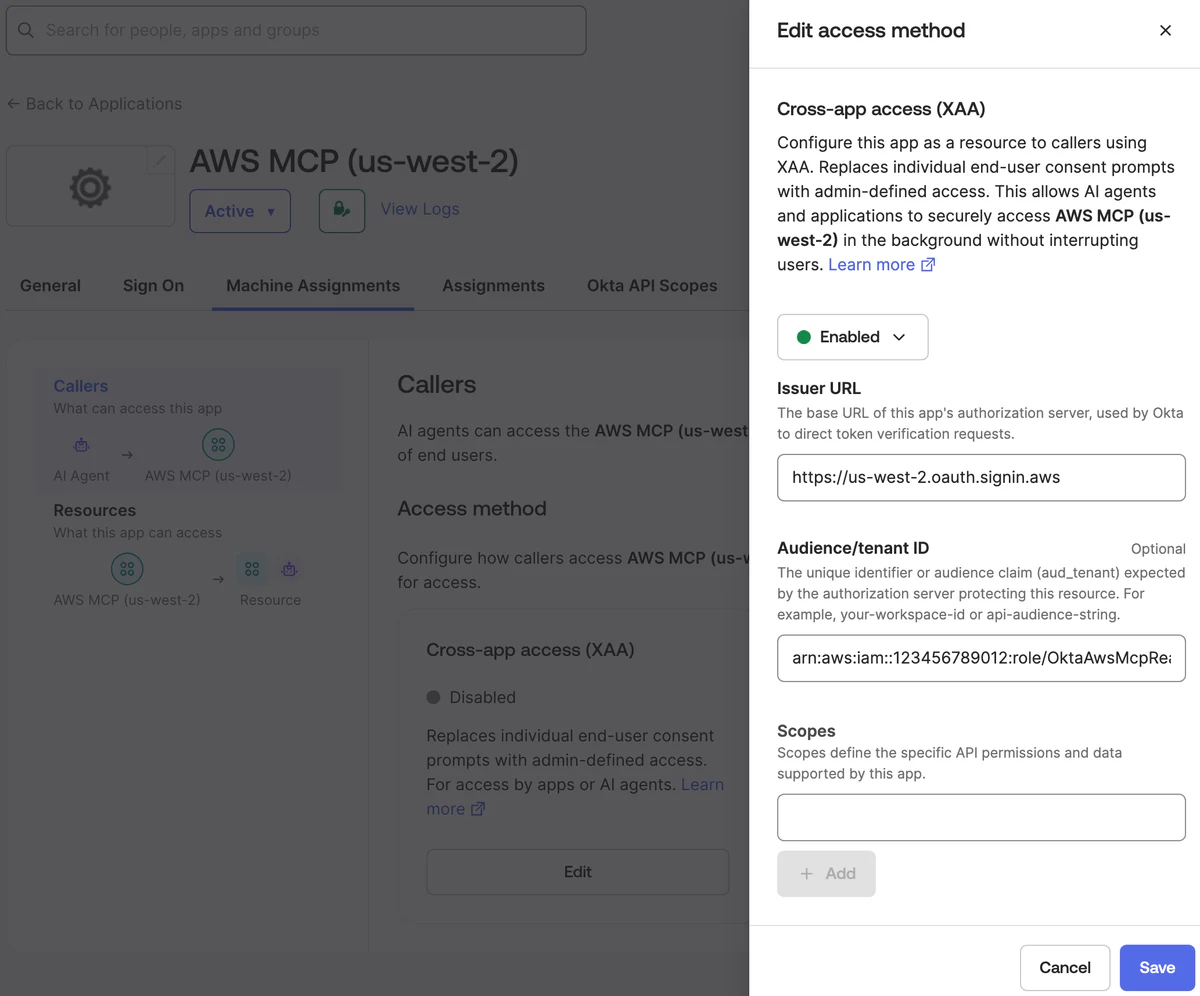 Search for people, apps and groups
← Back to Applications
AWS MCP (us-west-2)
Active ▼
View Logs
General
Sign On
Machine Assignments
Assignments
Okta API Scopes
Callers
What can access this app
AI Agent
→
AWS MCP (us-west-2)
Resources
What this app can access
AWS MCP (us-west-2)
→
Resource
Callers
AI agents can access the AWS MCP (us-west
of end users.
Access method
Configure how callers access AWS MCP (us-w
for access.
Cross-app access (XAA)
Disabled
Replaces individual end-user consent
prompts with admin-defined access.
For access by apps or AI agents. Learn
more
Edit
Edit access method
Cross-app access (XAA)
Configure this app as a resource to callers using
XAA. Replaces individual end-user consent prompts
with admin-defined access. This allows AI agents
and applications to securely access AWS MCP (us-
west-2) in the background without interrupting
users. Learn more
Enabled
Issuer URL
The base URL of this app's authorization server, used by Okta
to direct token verification requests.
https://us-west-2.oauth.signin.aws
Audience/tenant ID
Optional
The unique identifier or audience claim (aud_tenant) expected
by the authorization server protecting this resource. For
example, your-workspace-id or api-audience-string.
arn:aws:iam::123456789012:role/OktaAwsMcpRea
Scopes
Scopes define the specific API permissions and data
supported by this app.
+ Add
Cancel
Save